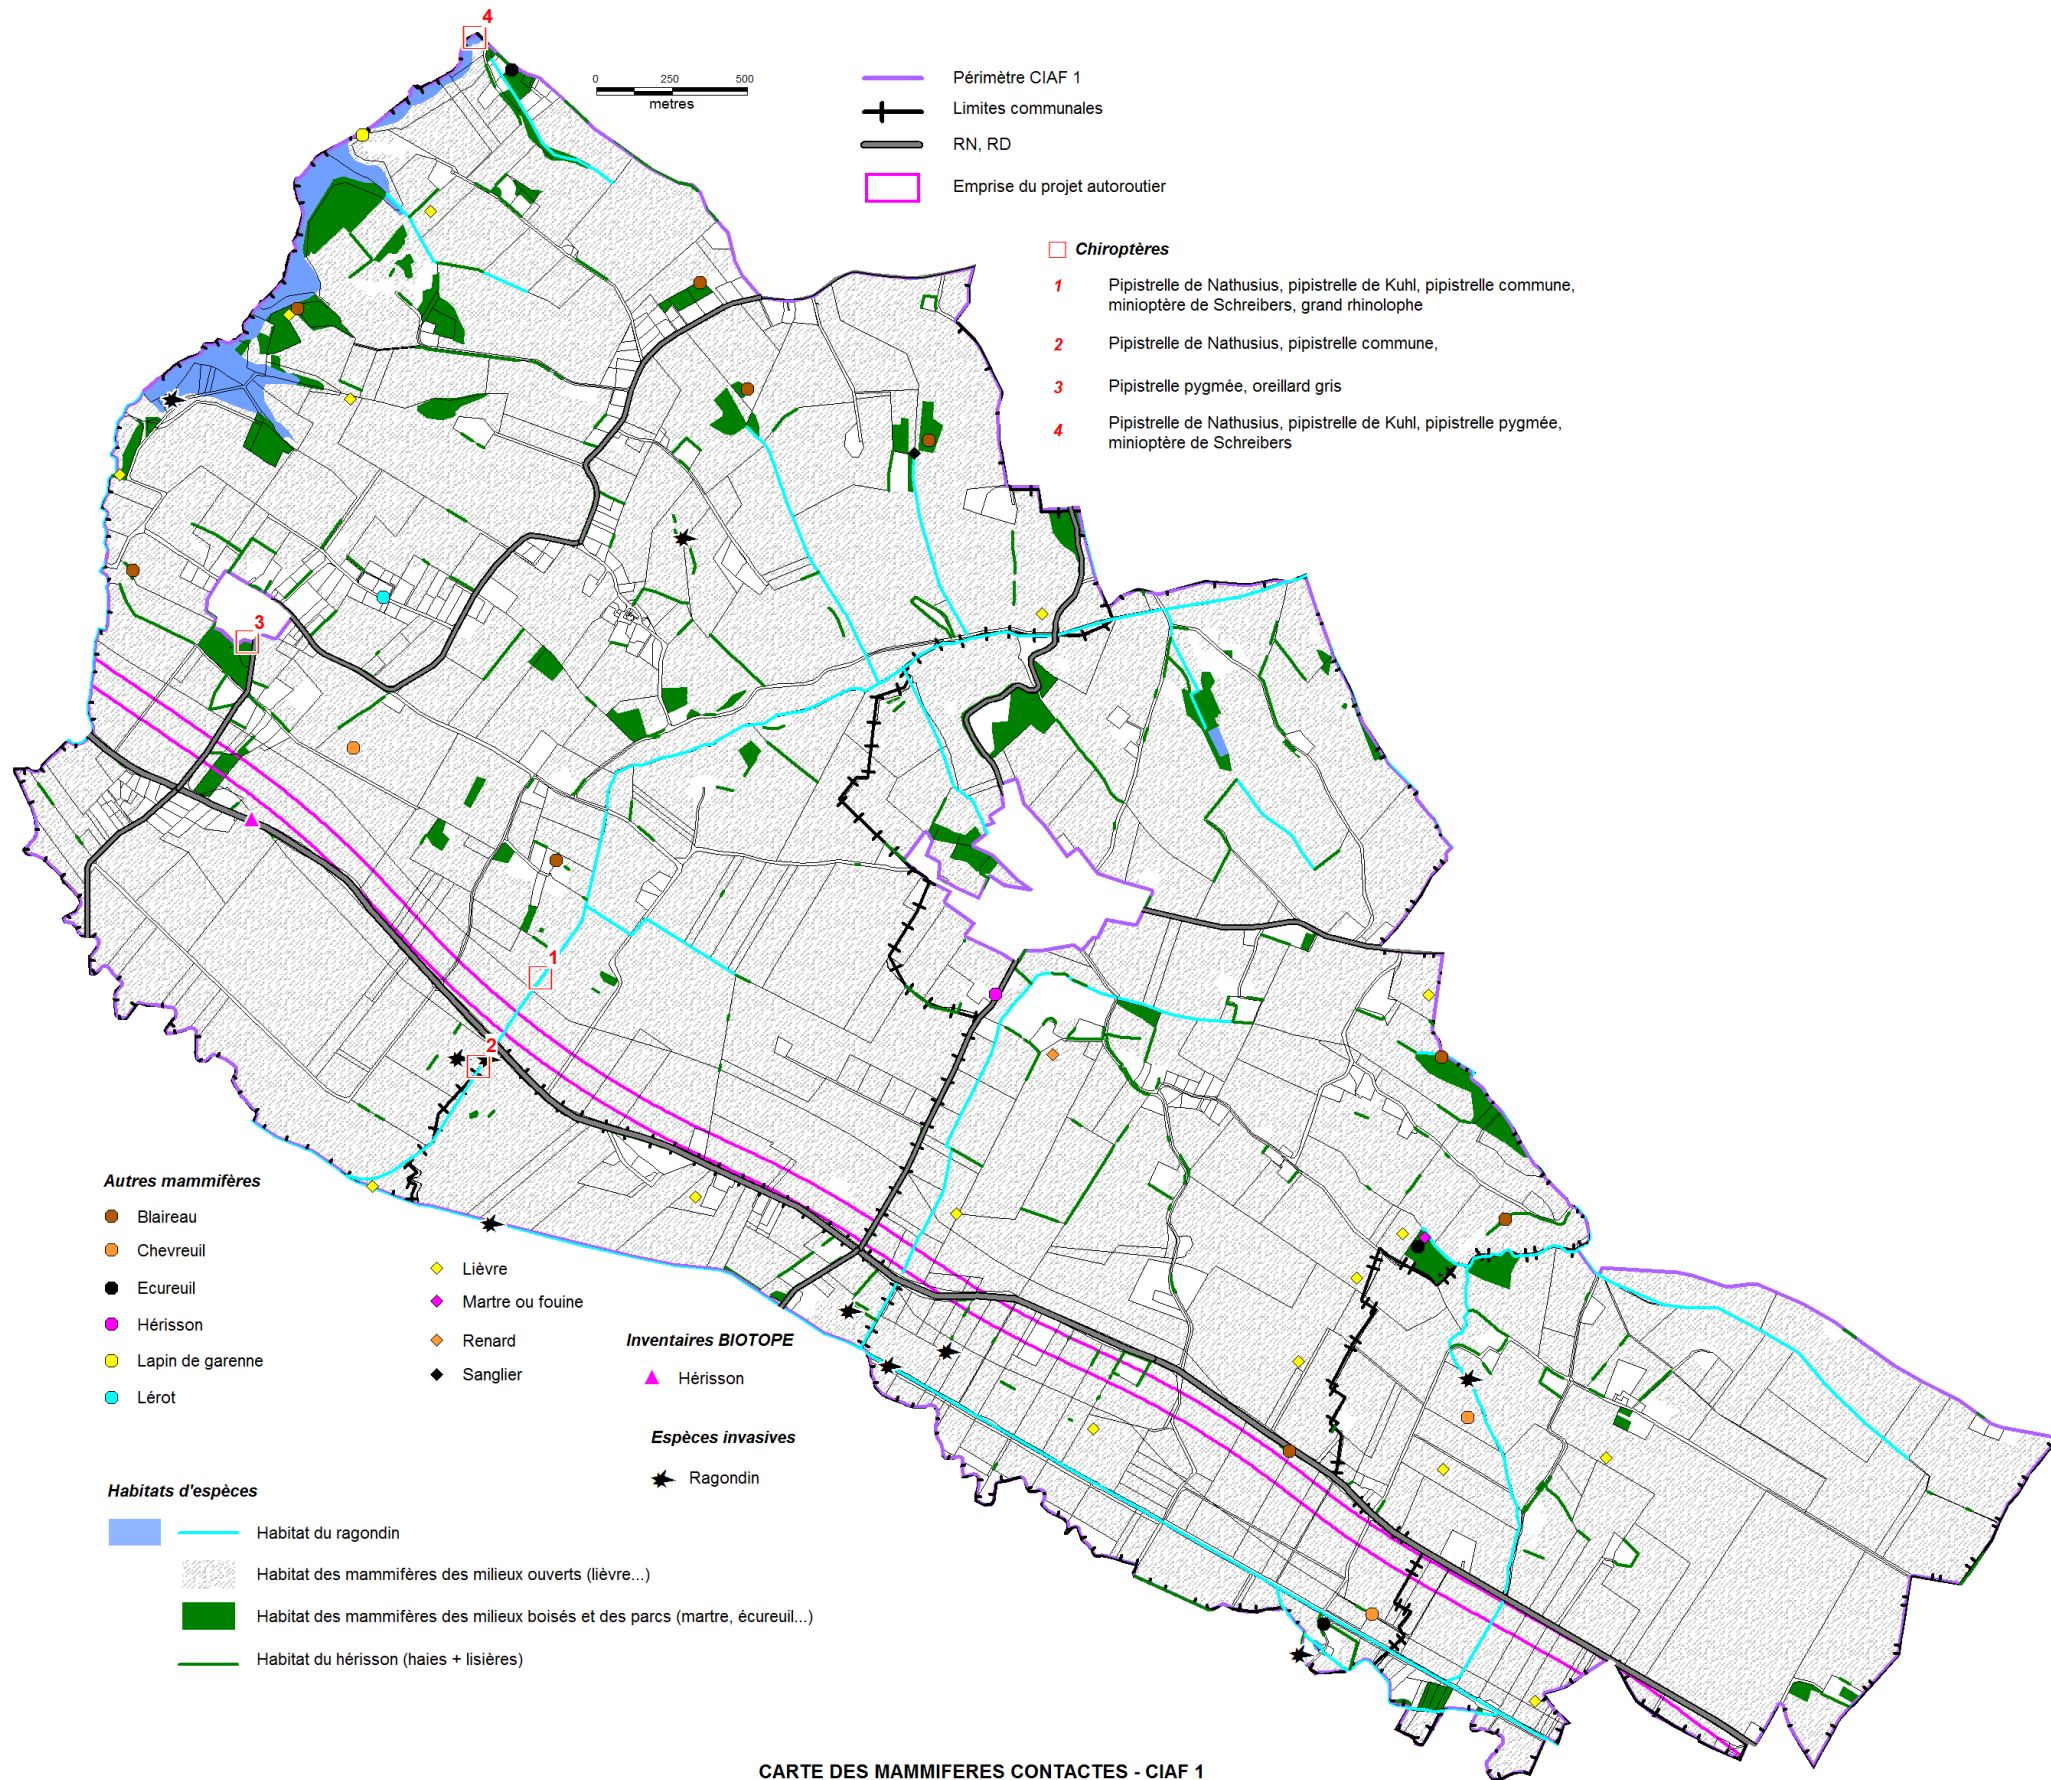 4
0 250 500
metres
Périmètre CIAF 1
Limites communales
RN, RD
Emprise du projet autoroutier
Chiroptères
1 Pipistrelle de Nathusius, pipistrelle de Kuhl, pipistrelle commune,
minioptère de Schreibers, grand rhinolophe
2 Pipistrelle de Nathusius, pipistrelle commune,
3 Pipistrelle pygmée, oreillard gris
4 Pipistrelle de Nathusius, pipistrelle de Kuhl, pipistrelle pygmée,
minioptère de Schreibers
3
1
2
Autres mammifères
Blaireau
Chevreuil
Ecureuil
Hérisson
Lapin de garenne
Lérot
Lièvre
Martre ou fouine
Renard
Sanglier
Inventaires BIOTOPE
Hérisson
Espèces invasives
Ragondin
Habitats d'espèces
Habitat du ragondin
Habitat des mammifères des milieux ouverts (lièvre...)
Habitat des mammifères des milieux boisés et des parcs (martre, écureuil...)
Habitat du hérisson (haies + lisières)
CARTE DES MAMMIFERES CONTACTES - CIAF 1